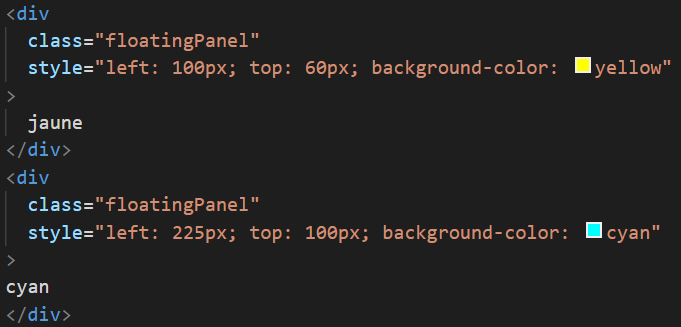 <div
class="floatingPanel"
style="left: 100px; top: 60px; background-color: yellow"
>
jaune
</div>
<div
class="floatingPanel"
style="left: 225px; top: 100px; background-color: cyan"
>
cyan
</div>